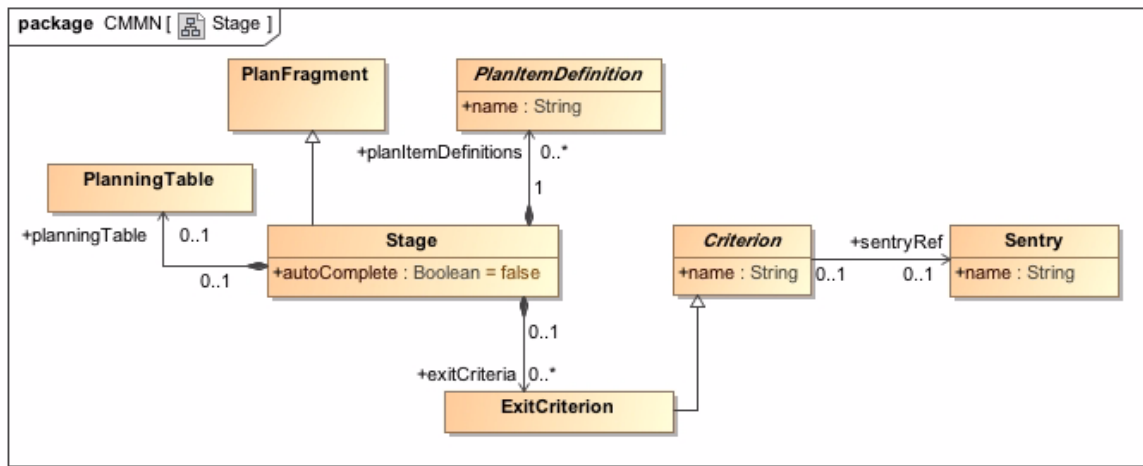 package CMMN [ Stage ]
PlanFragment
PlanItemDefinition
+name : String
+planItemDefinitions 0..*
1
PlanningTable
+planningTable 0..1
0..1
Stage
+autoComplete : Boolean = false
Criterion
+name : String
+sentryRef
0..1 0..1
Sentry
+name : String
0..1
+exitCriteria 0..*
ExitCriterion